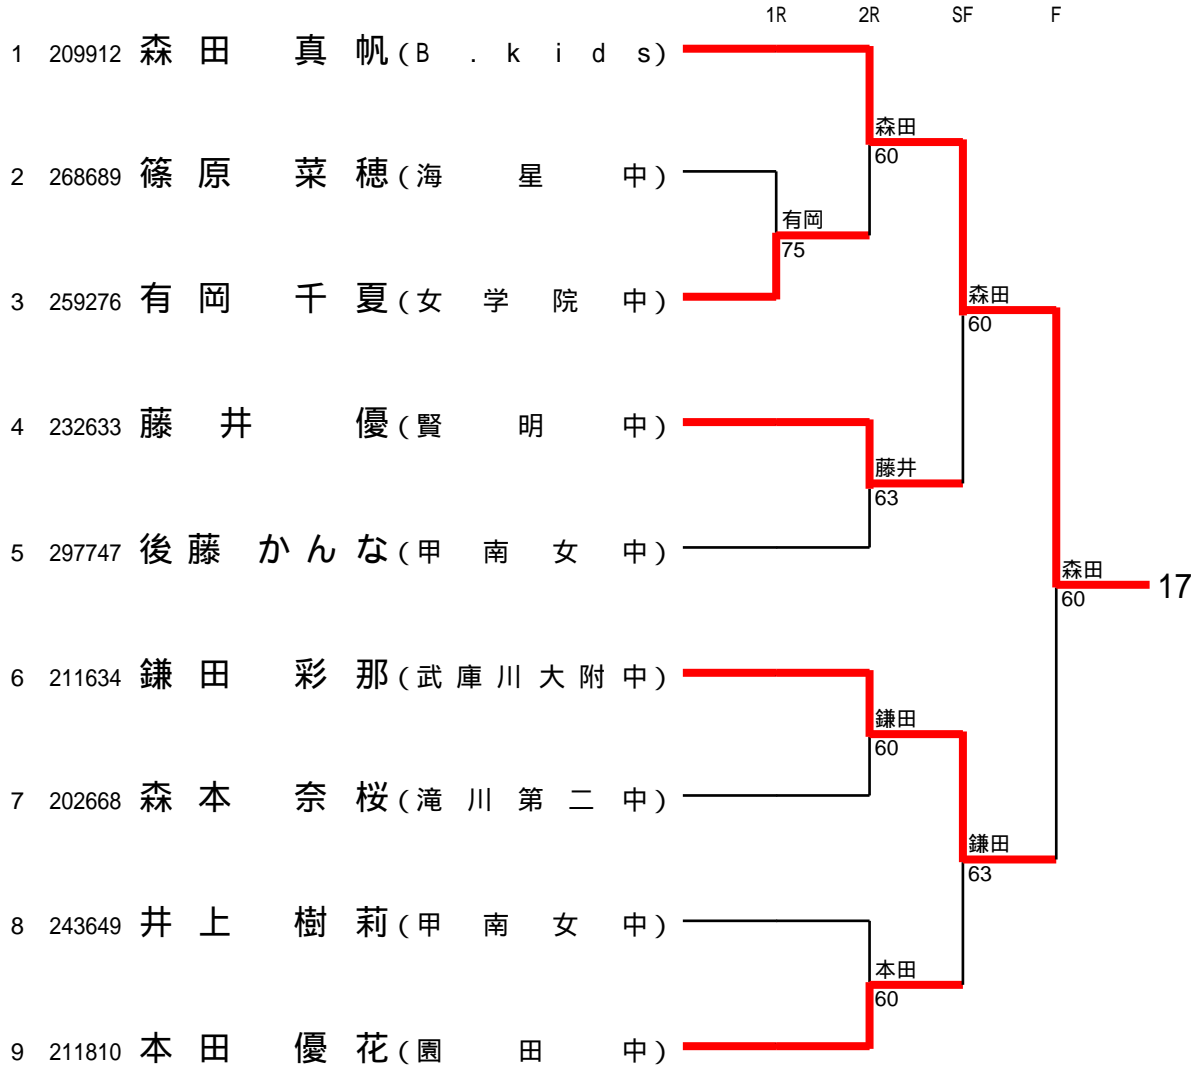 1R 2R SF F
1 209912 森田 真帆(B.kids)
森田
60
2 268689 篠原 菜穂(海星中)
有岡
75
3 259276 有岡 千夏(女学院中)
森田
60
4 232633 藤井 優(賢明中)
藤井
63
5 297747 後藤 かんな(甲南女中)
森田
60
17
6 211634 鎌田 彩那(武庫川大附中)
鎌田
60
7 202668 森本 奈桜(滝川第二中)
鎌田
63
8 243649 井上 樹莉(甲南女中)
本田
60
9 211810 本田 優花(園田中)